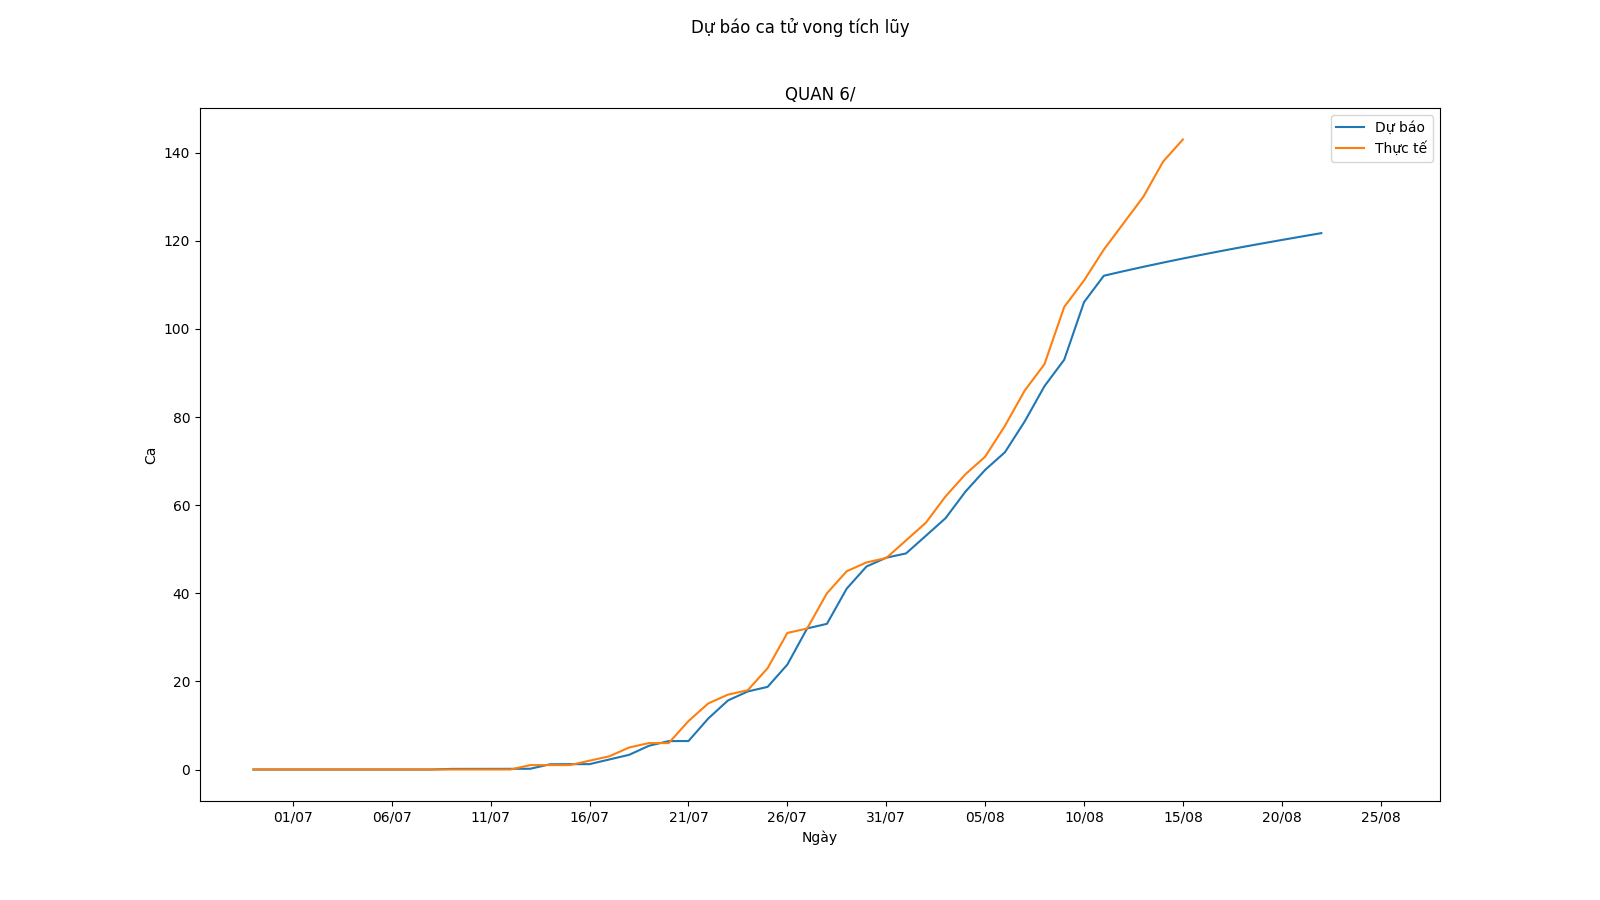 Dự báo ca tử vong tích lũy
QUAN 6/
Dự báo
Thực tế
140
120
100
80
60
40
20
0
Ca
01/07 06/07 11/07 16/07 21/07 26/07 31/07 05/08 10/08 15/08 20/08 25/08
Ngày